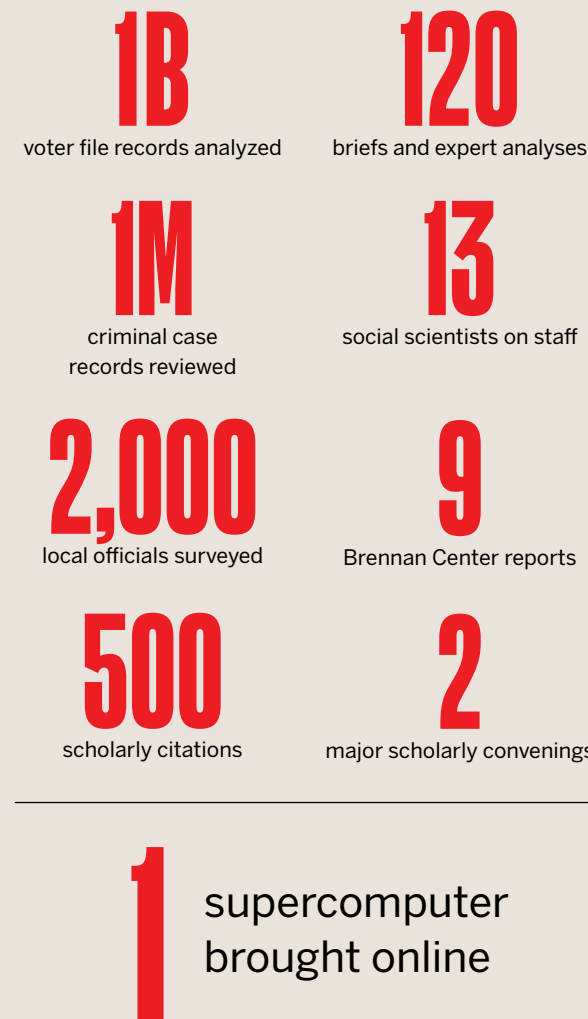 1B
voter file records analyzed
120
briefs and expert analyses
1M
criminal case
records reviewed
13
social scientists on staff
2,000
local officials surveyed
9
Brennan Center reports
500
scholarly citations
2
major scholarly convenings
1
supercomputer
brought online